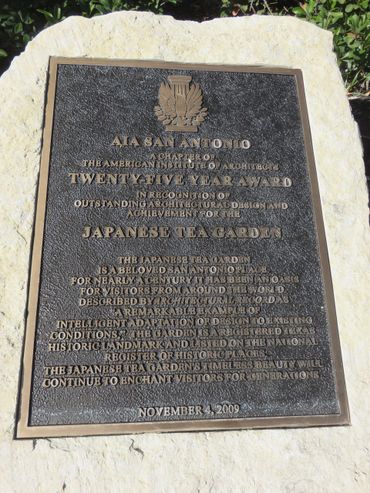 AIA SAN ANTONIO
A CHAPTER OF
THE AMERICAN INSTITUTE OF ARCHITECTS
TWENTY-FIVE YEAR AWARD
IN RECOGNITION OF
OUTSTANDING ARCHITECTURAL DESIGN AND
ACHIEVEMENT FOR THE
JAPANESE TEA GARDEN
THE JAPANESE TEA GARDEN
IS A BELOVED SAN ANTONIO PLACE.
FOR NEARLY A CENTURY IT HAS BEEN AN OASIS
FOR VISITORS FROM AROUND THE WORLD.
DESCRIBED BY ARCHITECTURAL RECORD AS
"A REMARKABLE EXAMPLE OF
INTELLIGENT ADAPTATION OF DESIGN TO EXISTING
CONDITIONS," THE GARDEN IS A REGISTERED TEXAS
HISTORIC LANDMARK AND LISTED ON THE NATIONAL
REGISTER OF HISTORIC PLACES.
THE JAPANESE TEA GARDEN'S TIMELESS BEAUTY WILL
CONTINUE TO ENCHANT VISITORS FOR GENERATIONS.
NOVEMBER 4, 2009